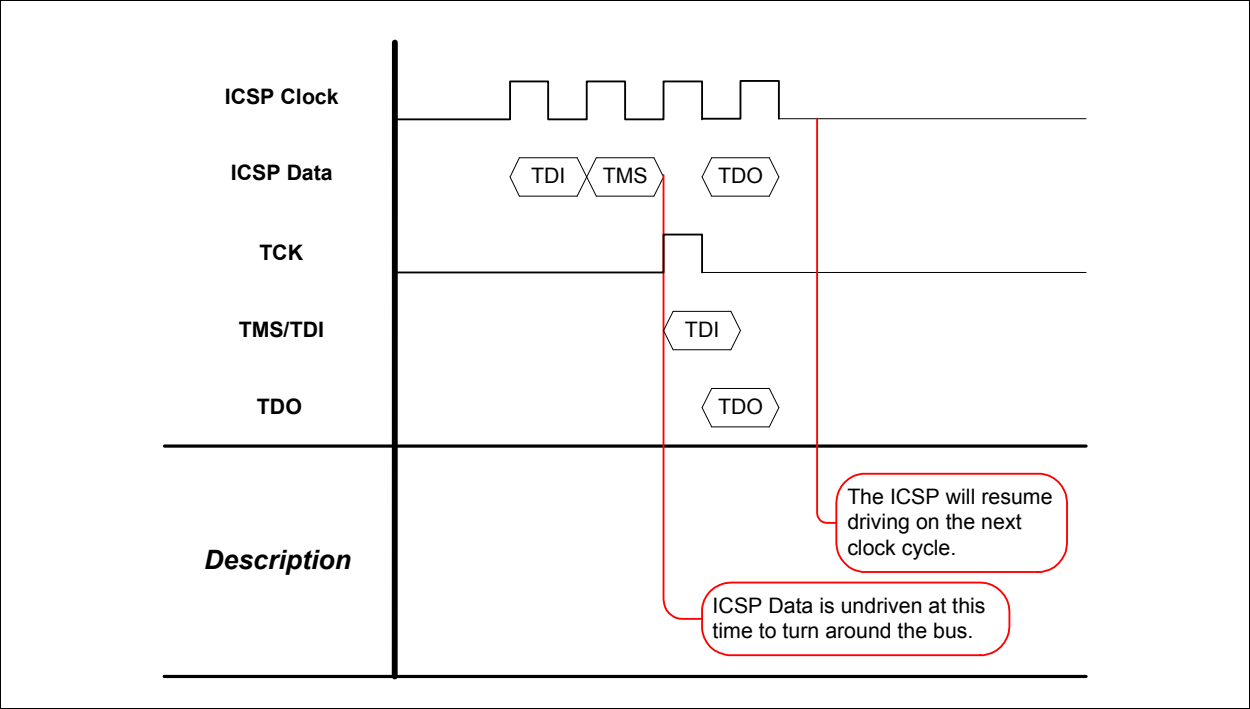 ICSP Clock
ICSP Data
TDI
TMS
TDO
TCK
TMS/TDI
TDI
TDO
TDO
Description
The ICSP will resume
driving on the next
clock cycle.
ICSP Data is undriven at this
time to turn around the bus.